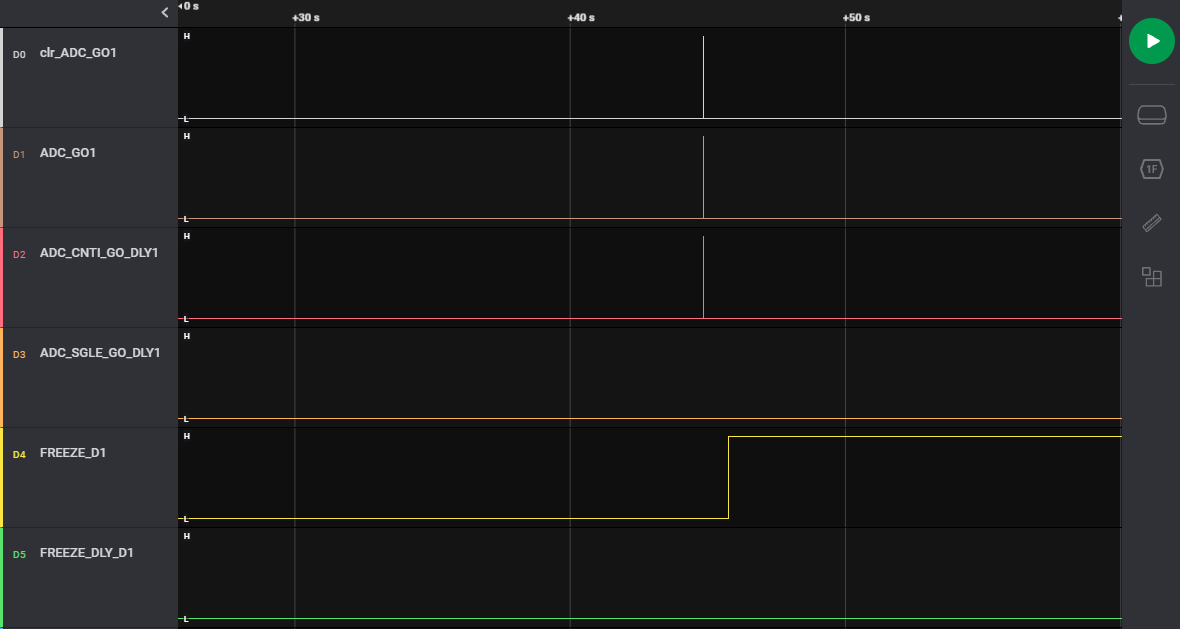 0 s
+30 s
+40 s
+50 s
D0 clr_ADC_GO1
H
L
D1 ADC_GO1
H
L
D2 ADC_CNTI_GO_DLY1
H
L
D3 ADC_SGLE_GO_DLY1
H
L
D4 FREEZE_D1
H
L
D5 FREEZE_DLY_D1
H
L
1F